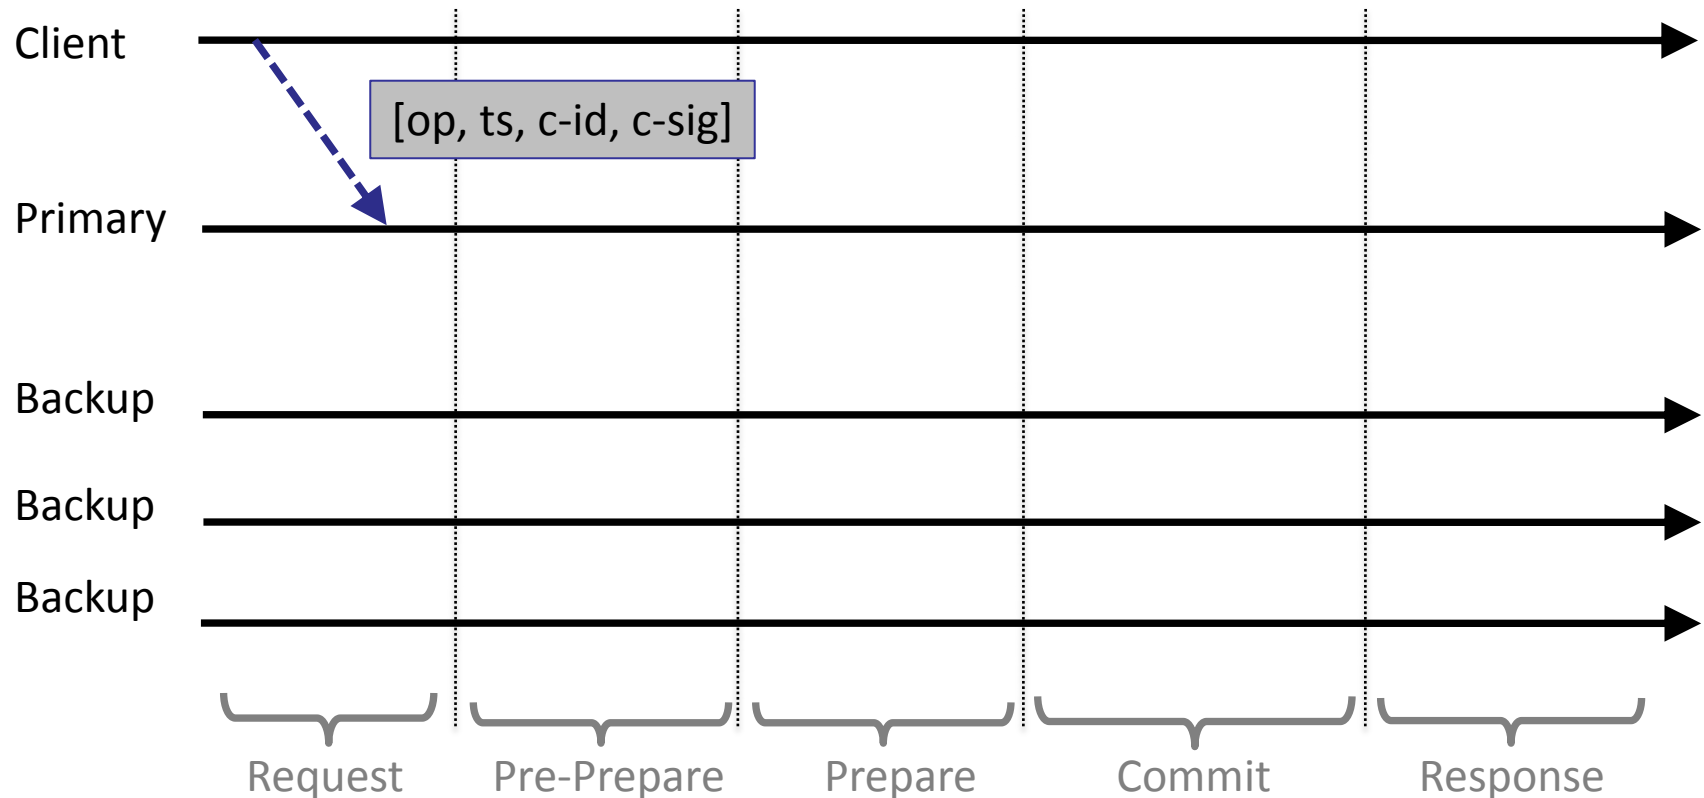 Client
[op, ts, c-id, c-sig]
Primary
Backup
Backup
Backup
Request Pre-Prepare Prepare Commit Response